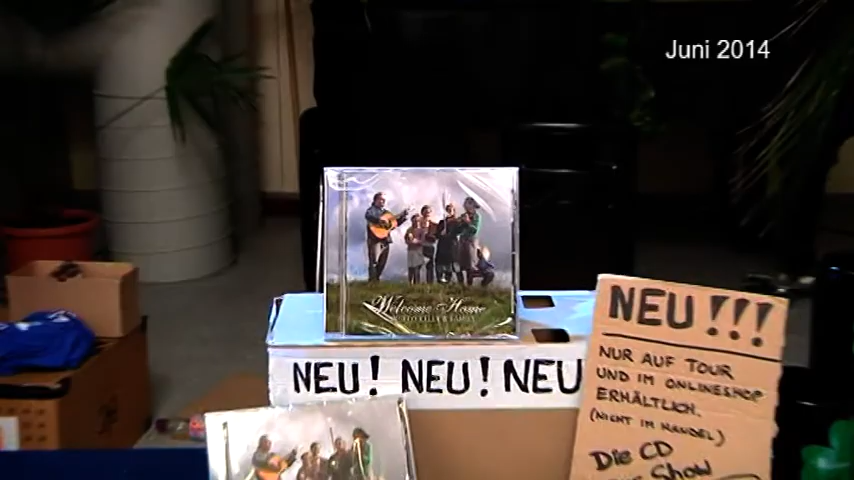 Juni 2014
Welcome Home
NEU! NEU! NEU
NEU!!!
NUR AUF TOUR
UND IM ONLINESHOP
ERHÄLTLICH.
(NICHT IM HANDEL)
Die CD
Show